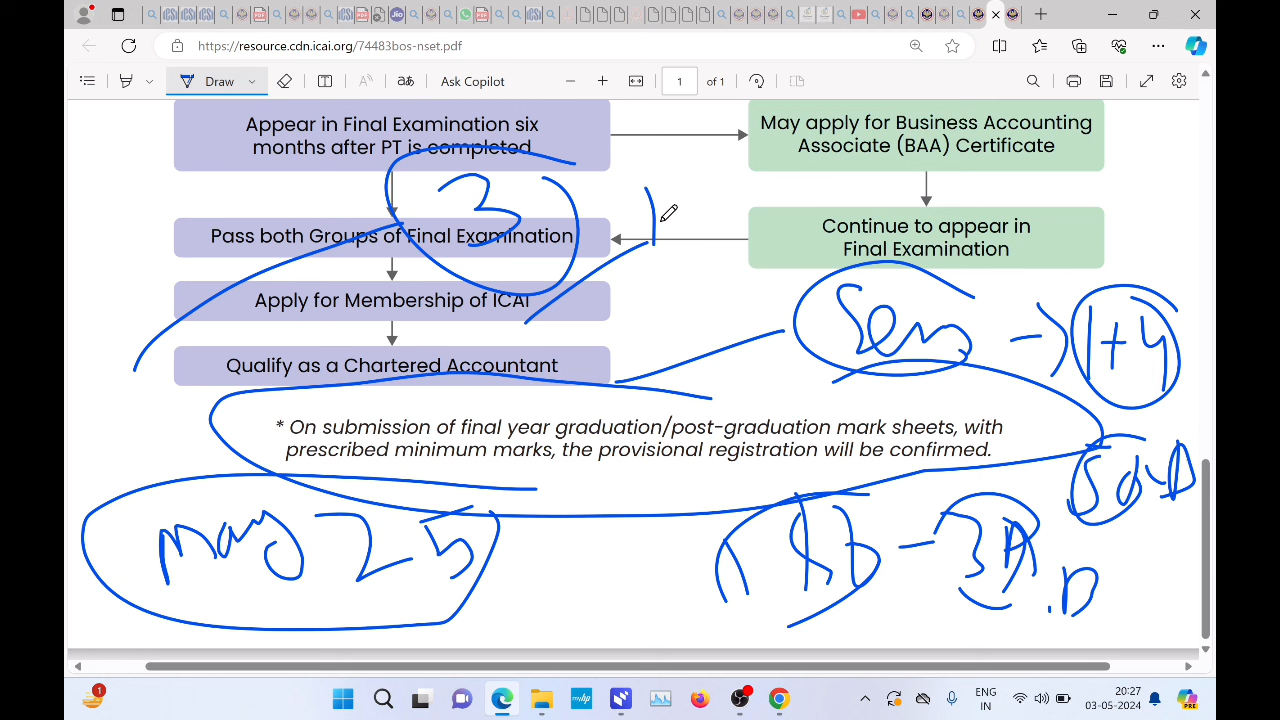 https://resource.cdn.icai.org/74483bos-nset.pdf
Draw
Ask Copilot
1 of 1
Appear in Final Examination six
months after PT is completed
May apply for Business Accounting
Associate (BAA) Certificate
3
Pass both Groups of Final Examination
Continue to appear in
Final Examination
Apply for Membership of ICAI
1+4
Qualify as a Chartered Accountant
* On submission of final year graduation/post-graduation mark sheets, with
prescribed minimum marks, the provisional registration will be confirmed.
May 25
1
ENG
IN
20:27
03-05-2024